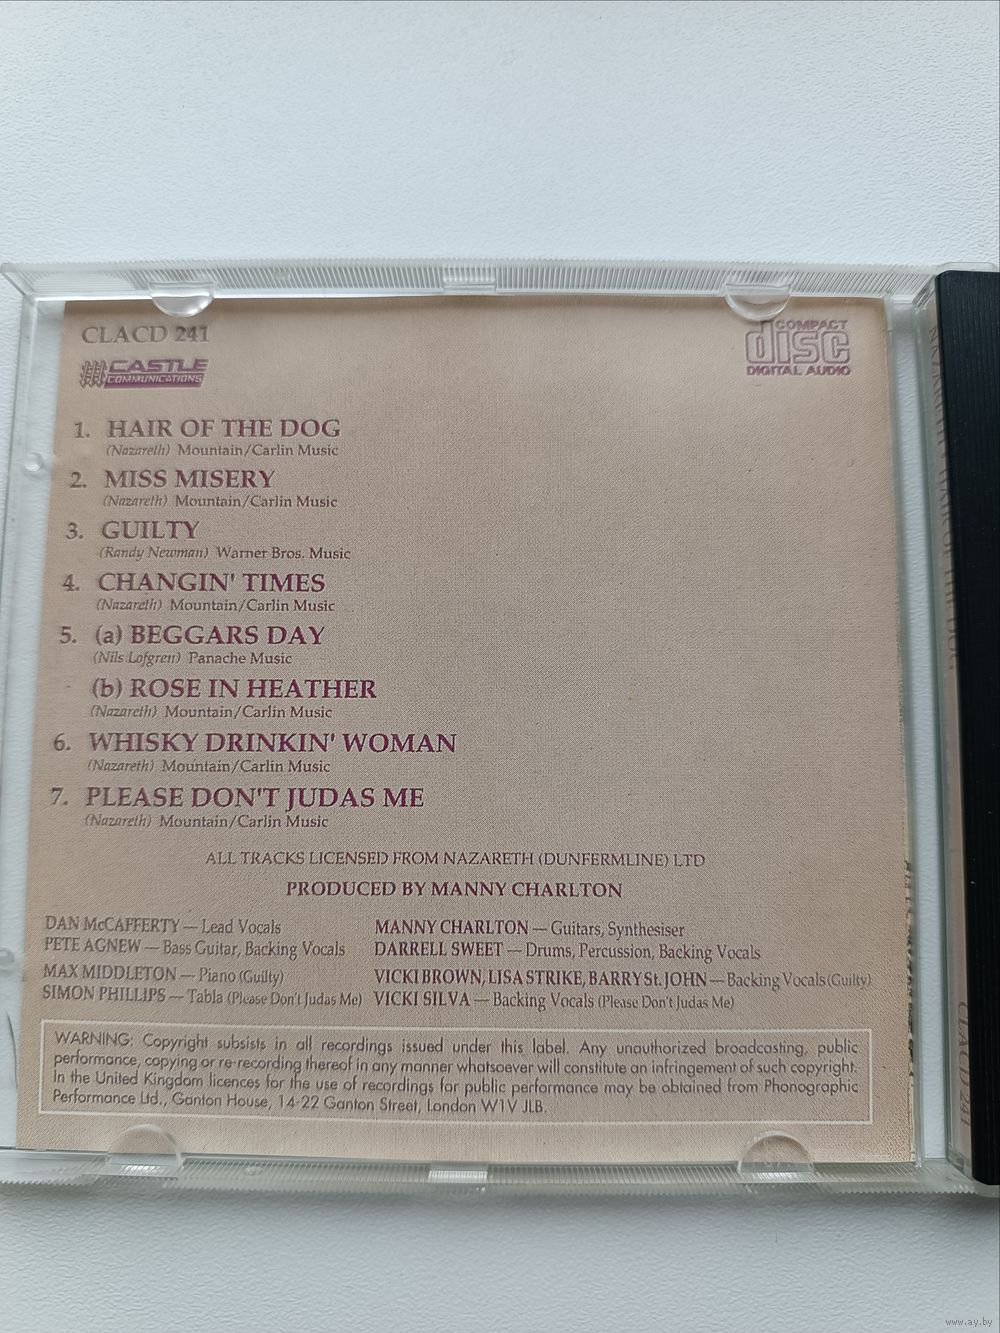 CLACD 241
CASTLE
COMMUNICATIONS
COMPACT
disc
DIGITAL AUDIO
1. HAIR OF THE DOG
(Nazareth) Mountain/Carlin Music
2. MISS MISERY
(Nazareth) Mountain/Carlin Music
3. GUILTY
(Randy Newman) Warner Bros. Music
4. CHANGIN' TIMES
(Nazareth) Mountain/Carlin Music
5. (a) BEGGARS DAY
(Nils Lofgren) Panache Music
(b) ROSE IN HEATHER
(Nazareth) Mountain/Carlin Music
6. WHISKY DRINKIN' WOMAN
(Nazareth) Mountain/Carlin Music
7. PLEASE DON'T JUDAS ME
(Nazareth) Mountain/Carlin Music
ALL TRACKS LICENSED FROM NAZARETH (DUNFERMLINE) LTD
PRODUCED BY MANNY CHARLTON
DAN McCAFFERTY — Lead Vocals MANNY CHARLTON — Guitars, Synthesiser
PETE AGNEW — Bass Guitar, Backing Vocals DARRELL SWEET — Drums, Percussion, Backing Vocals
MAX MIDDLETON — Piano (Guilty) VICKI BROWN, LISA STRIKE, BARRY St. JOHN — Backing Vocals (Guilty)
SIMON PHILLIPS — Tabla (Please Don't Judas Me) VICKI SILVA — Backing Vocals (Please Don't Judas Me)
WARNING: Copyright subsists in all recordings issued under this label. Any unauthorized broadcasting, public
performance, copying or re-recording thereof in any manner whatsoever will constitute an infringement of such copyright.
In the United Kingdom licences for the use of recordings for public performance may be obtained from Phonographic
Performance Ltd., Ganton House, 14-22 Ganton Street, London W1V JLB.
NAZARETH HAIR OF THE DOG
CLACD 241
www.ay.by